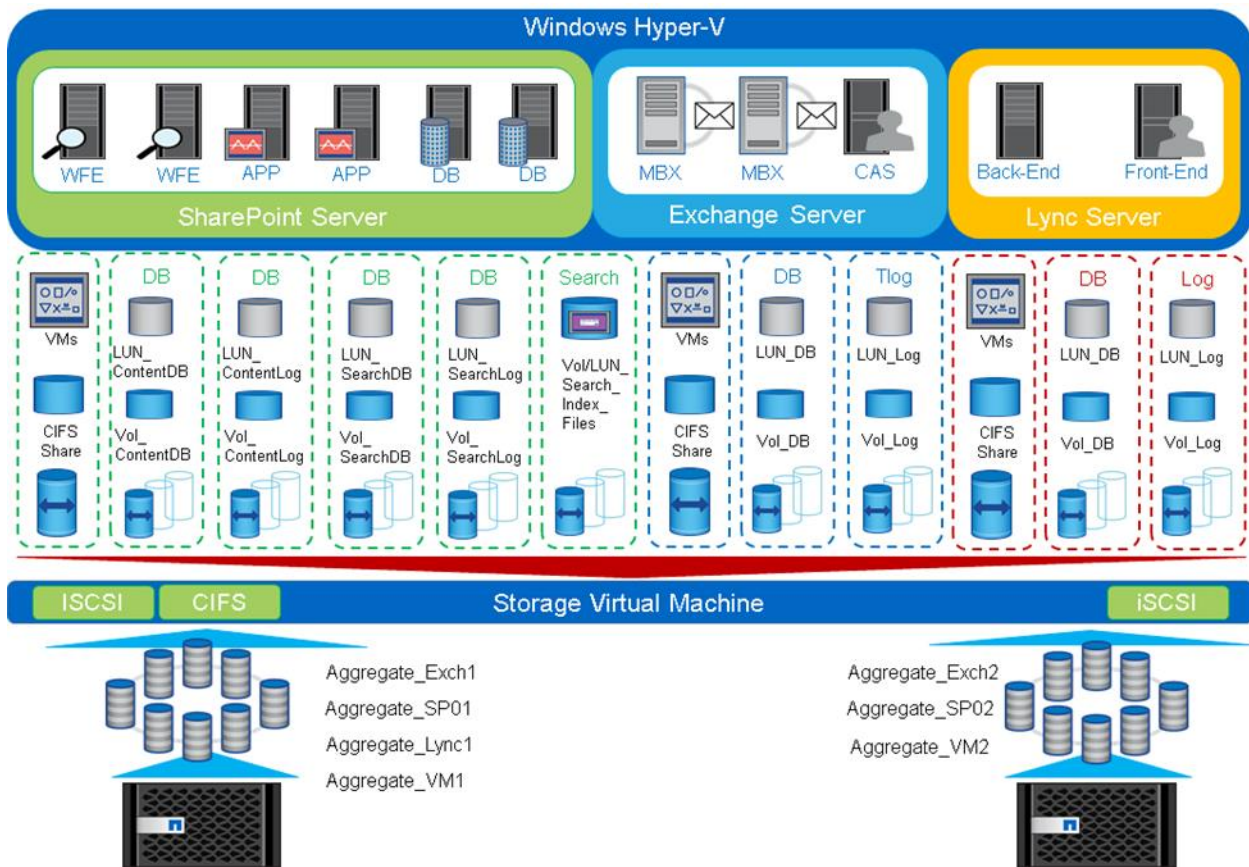 Windows Hyper-V
WFE
WFE
APP
APP
DB
DB
SharePoint Server
MBX
MBX
CAS
Exchange Server
Back-End
Front-End
Lync Server
VMs
CIFS
Share
DB
LUN_
ContentDB
Vol_
ContentDB
DB
LUN_
ContentLog
Vol_
ContentLog
DB
LUN_
SearchDB
Vol_
SearchDB
DB
LUN_
SearchLog
Vol_
SearchLog
Search
Vol/LUN_
Search_
Index_
Files
VMs
CIFS
Share
DB
LUN_DB
Vol_DB
Tlog
LUN_Log
Vol_Log
VMs
CIFS
Share
DB
LUN_DB
Vol_DB
Log
LUN_Log
Vol_Log
ISCSI
CIFS
Storage Virtual Machine
iSCSI
Aggregate_Exch1
Aggregate_SP01
Aggregate_Lync1
Aggregate_VM1
Aggregate_Exch2
Aggregate_SP02
Aggregate_VM2